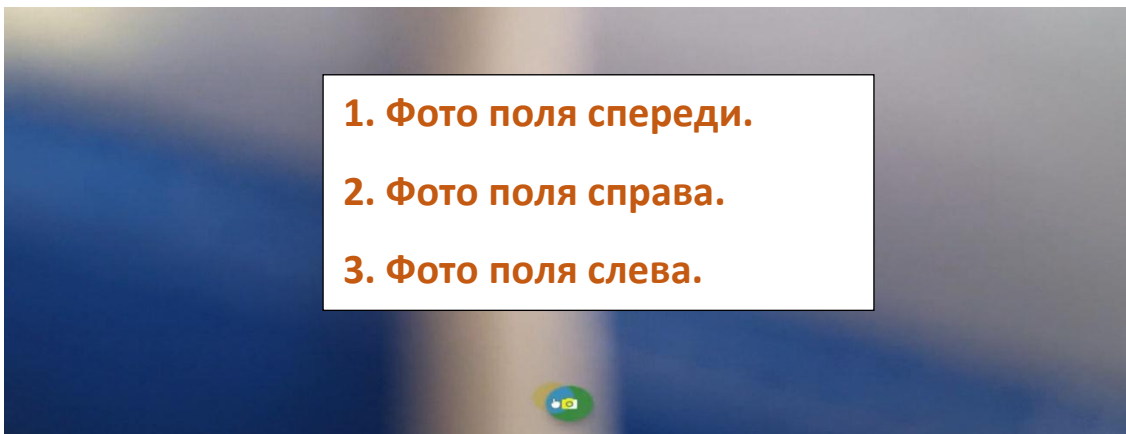 1. Фото поля спереди.
2. Фото поля справа.
3. Фото поля слева.